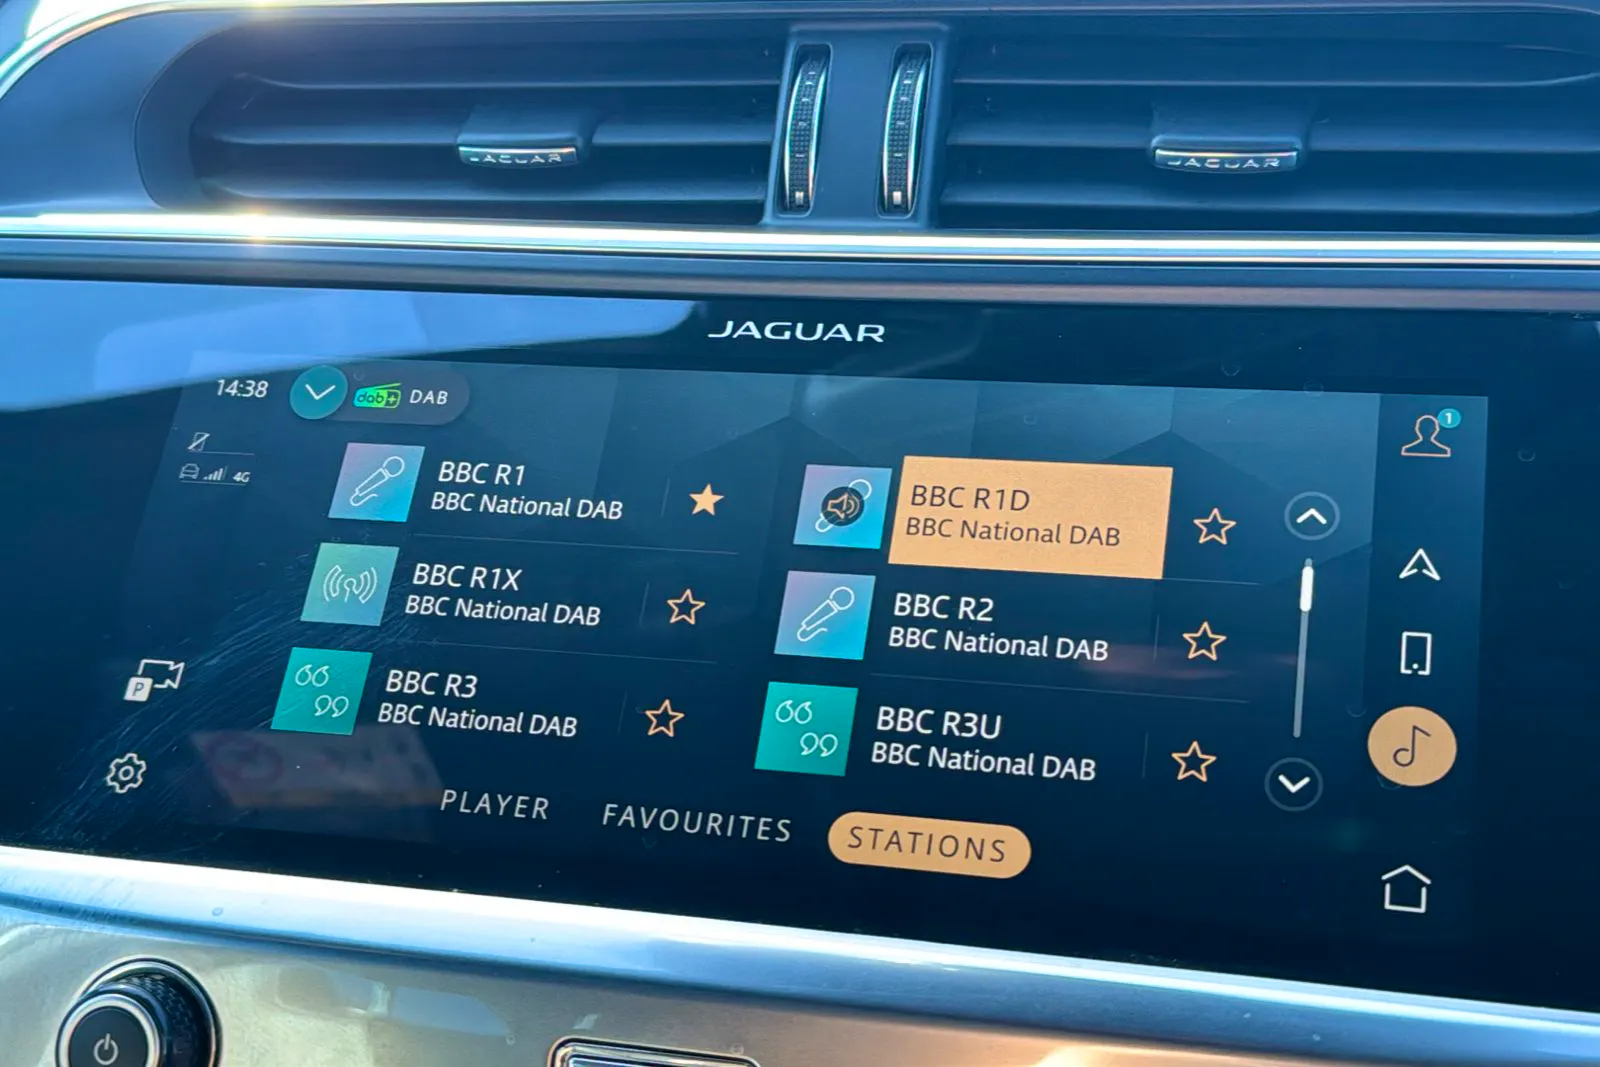 JAGUAR
JAGUAR
JAGUAR
14:38
dab+ DAB
1
4G
BBC R1
BBC National DAB
BBC R1D
BBC National DAB
BBC R1X
BBC National DAB
BBC R2
BBC National DAB
BBC R3
BBC National DAB
BBC R3U
BBC National DAB
P
PLAYER
FAVOURITES
STATIONS